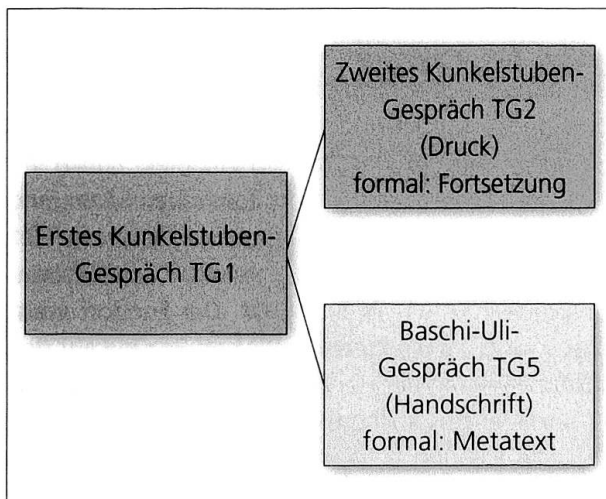 Erstes Kunkelstuben-
Gespräch TG1
Zweites Kunkelstuben-
Gespräch TG2
(Druck)
formal: Fortsetzung
Baschi-Uli-
Gespräch TG5
(Handschrift)
formal: Metatext